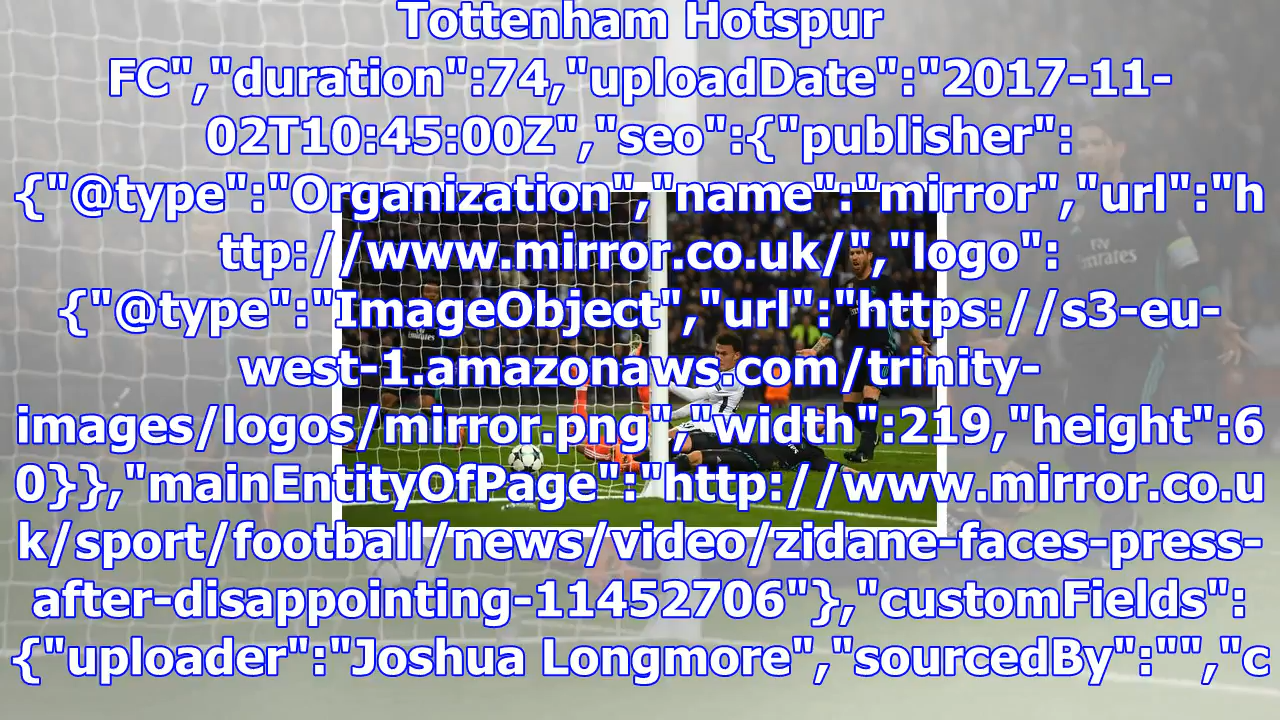 Tottenham Hotspur
FC","duration":74,"uploadDate":"2017-11-
02T10:45:00Z","seo":{"publisher":
{"@type":"Organization","name":"mirror","url":"h
ttp://www.mirror.co.uk/","logo":
{"@type":"ImageObject","url":"https://s3-eu-
west-1.amazonaws.com/trinity-
images/logos/mirror.png","width":219,"height":6
0}},"mainEntityOfPage":"http://www.mirror.co.u
k/sport/football/news/video/zidane-faces-press-
after-disappointing-11452706"},"customFields":
{"uploader":"Joshua Longmore","sourcedBy":"","c
Fly
Emirates